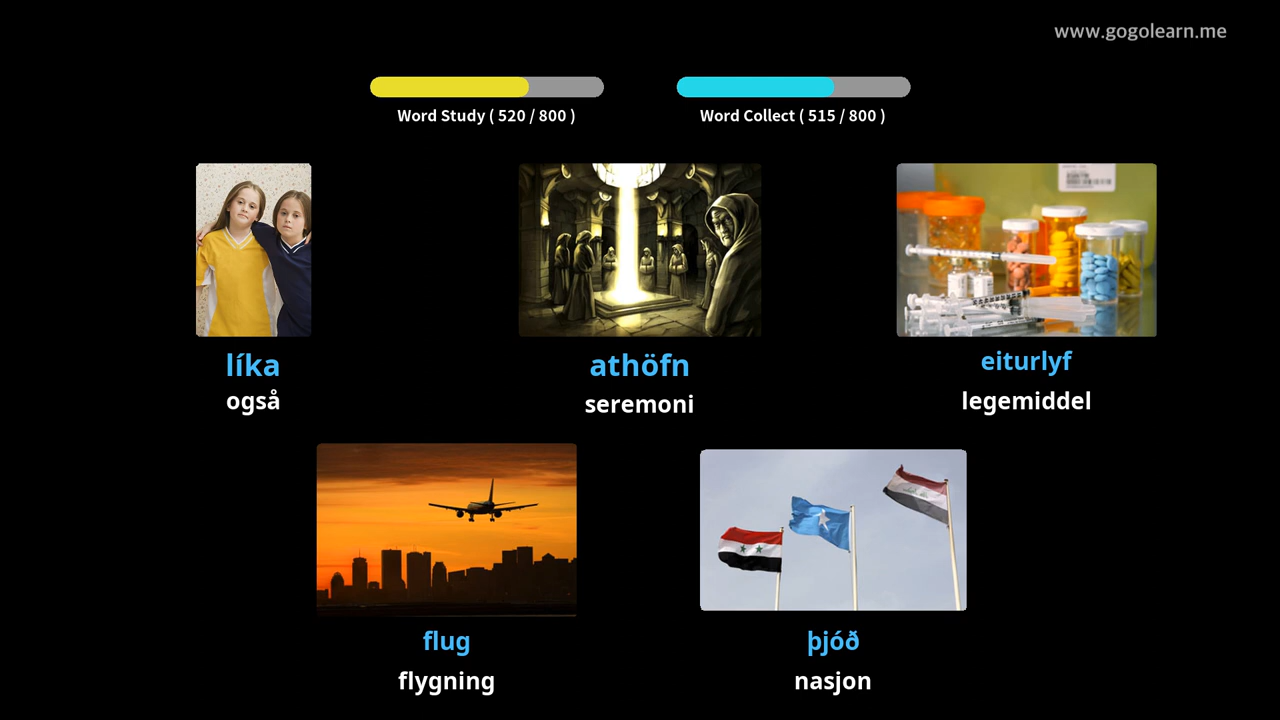 www.gogolearn.me
Word Study ( 520 / 800 )
Word Collect ( 515 / 800 )
líka
også
athöfn
seremoni
eiturlyf
legemiddel
flug
flygning
þjóð
nasjon